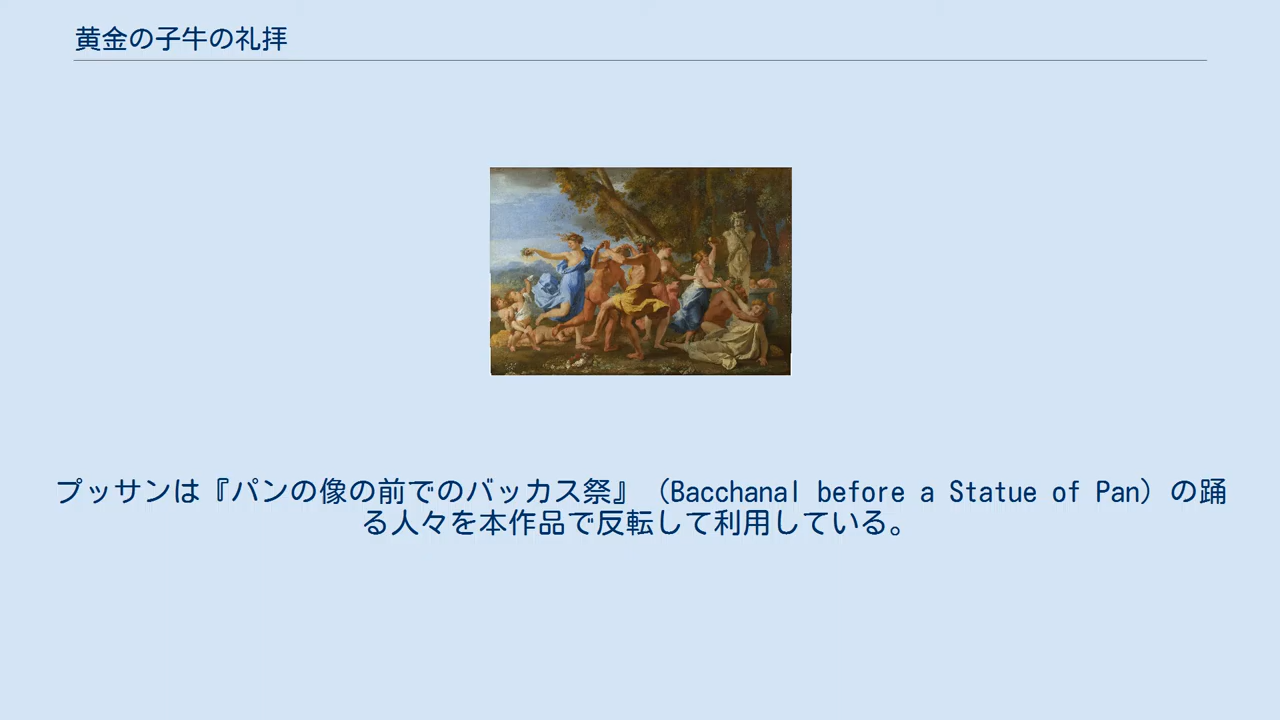 黄金の子牛の礼拝
プッサンは『パンの像の前でのバッカス祭』（Bacchanal before a Statue of Pan）の踊
る人々を本作品で反転して利用している。